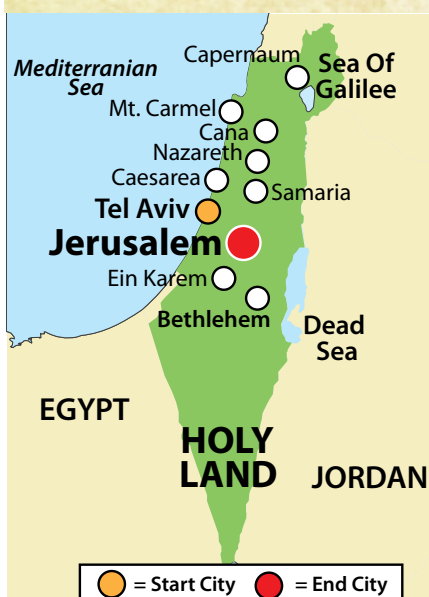 Capernaum
Mediterranian
Sea
Sea Of
Galilee
Mt. Carmel
Cana
Nazareth
Caesarea
Samaria
Tel Aviv
Jerusalem
Ein Karem
Bethlehem
Dead
Sea
EGYPT
HOLY
LAND
JORDAN
= Start City = End City